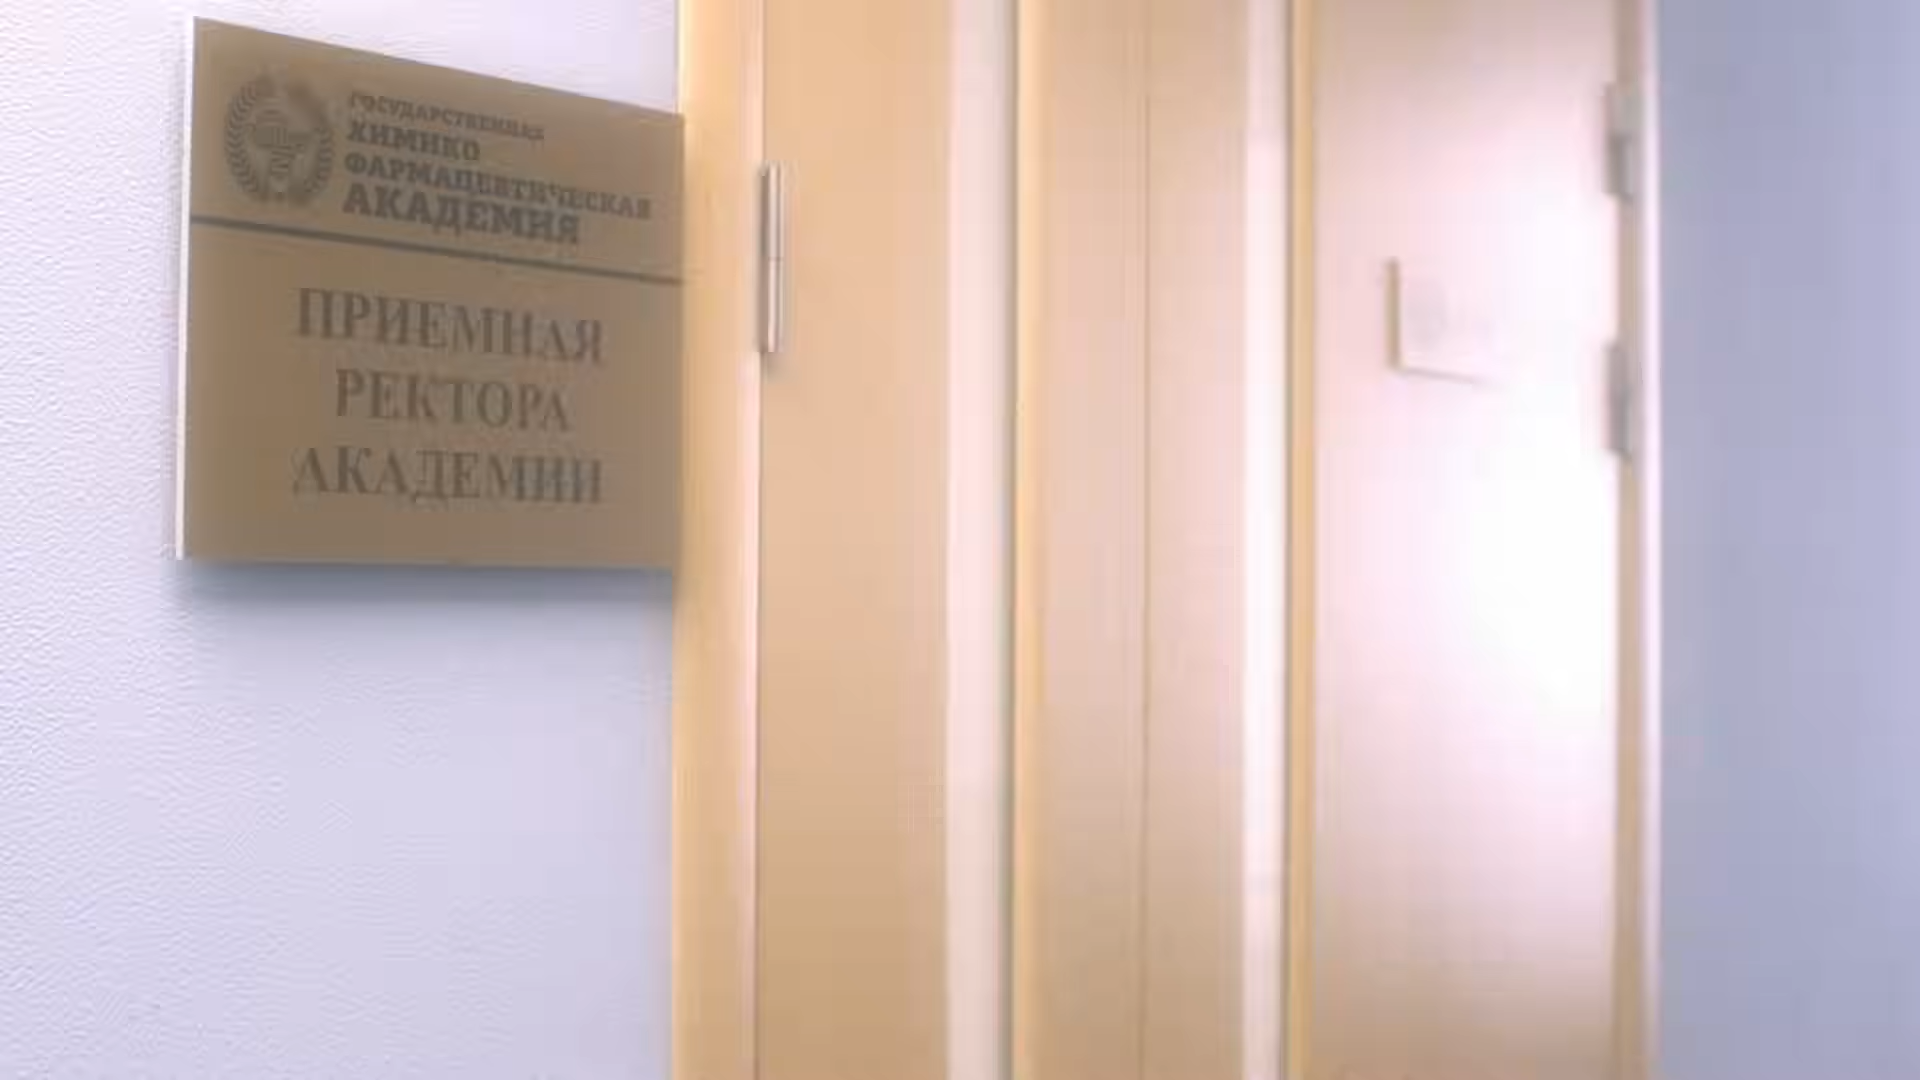 ГОСУДАРСТВЕННАЯ
ХИМИКО
ФАРМАЦЕВТИЧЕСКАЯ
АКАДЕМИЯ
ПРИЕМНАЯ
РЕКТОРА
АКАДЕМИИ